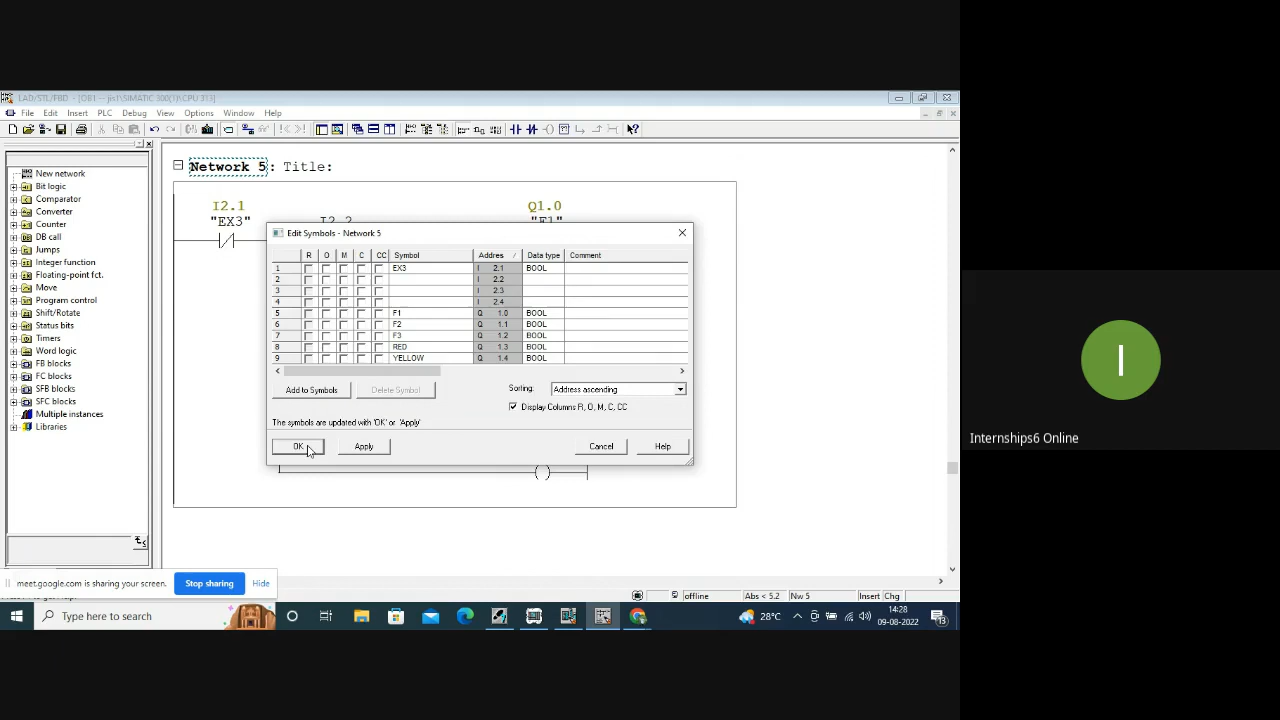 LAD/STL/FBD - [OB1 -- jis1\SIMATIC 300(1)\CPU 313]
File Edit Insert PLC Debug View Options Window Help
New network
Bit logic
Comparator
Converter
Counter
DB call
Jumps
Integer function
Floating-point fct.
Move
Program control
Shift/Rotate
Status bits
Timers
Word logic
FB blocks
FC blocks
SFB blocks
SFC blocks
Multiple instances
Libraries
Network 5: Title:
I2.1 Q1.0
"EX3" I2.2 "F1"
Edit Symbols - Network 5
R O M C CC Symbol Addres / Data type Comment
1 EX3 I 2.1 BOOL
2 I 2.2
3 I 2.3
4 I 2.4
5 F1 Q 1.0 BOOL
6 F2 Q 1.1 BOOL
7 F3 Q 1.2 BOOL
8 RED Q 1.3 BOOL
9 YELLOW Q 1.4 BOOL
Add to Symbols Delete Symbol Sorting: Address ascending
Display Columns R, O, M, C, CC
The symbols are updated with 'OK' or 'Apply'
OK Apply Cancel Help
meet.google.com is sharing your screen. Stop sharing Hide
offline Abs < 5.2 Nw 5 Insert Chg
Type here to search
28°C
14:28
09-08-2022
13
I
Internships6 Online